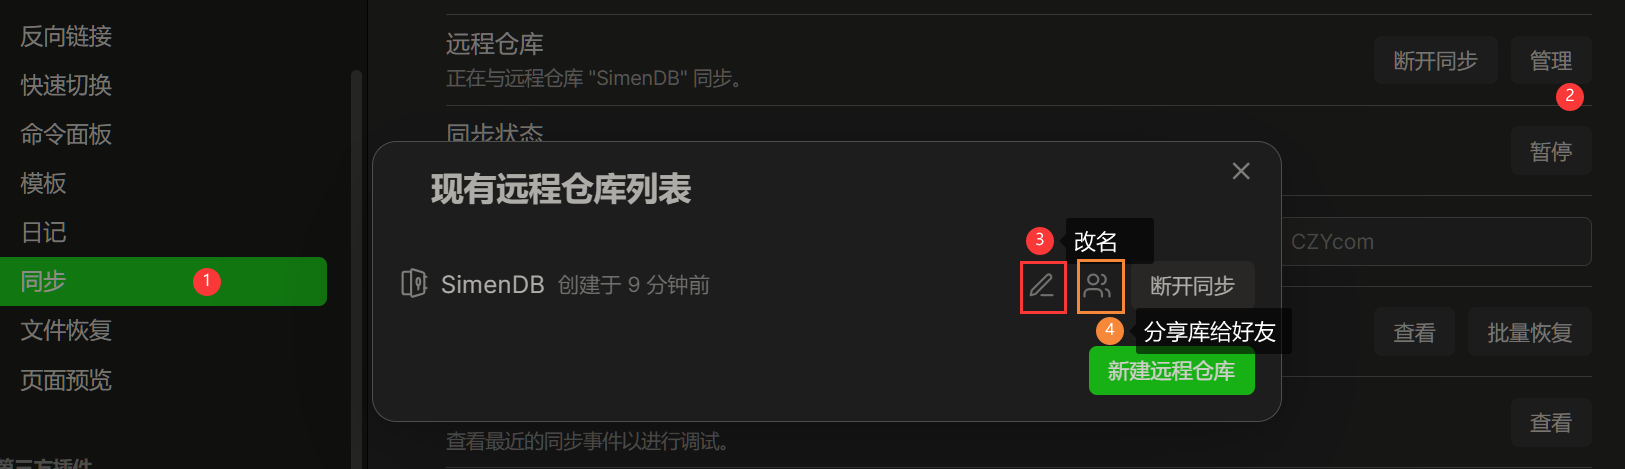 反向链接
快速切换
命令面板
模板
日记
同步 1
文件恢复
页面预览
第三方插件
远程仓库
正在与远程仓库 "SimenDB" 同步。
断开同步 管理
2
同步状态
暂停
CZYcom
现有远程仓库列表
3 改名
SimenDB 创建于 9 分钟前 断开同步
4 分享库给好友
新建远程仓库
查看 批量恢复
查看最近的同步事件以进行调试。
查看